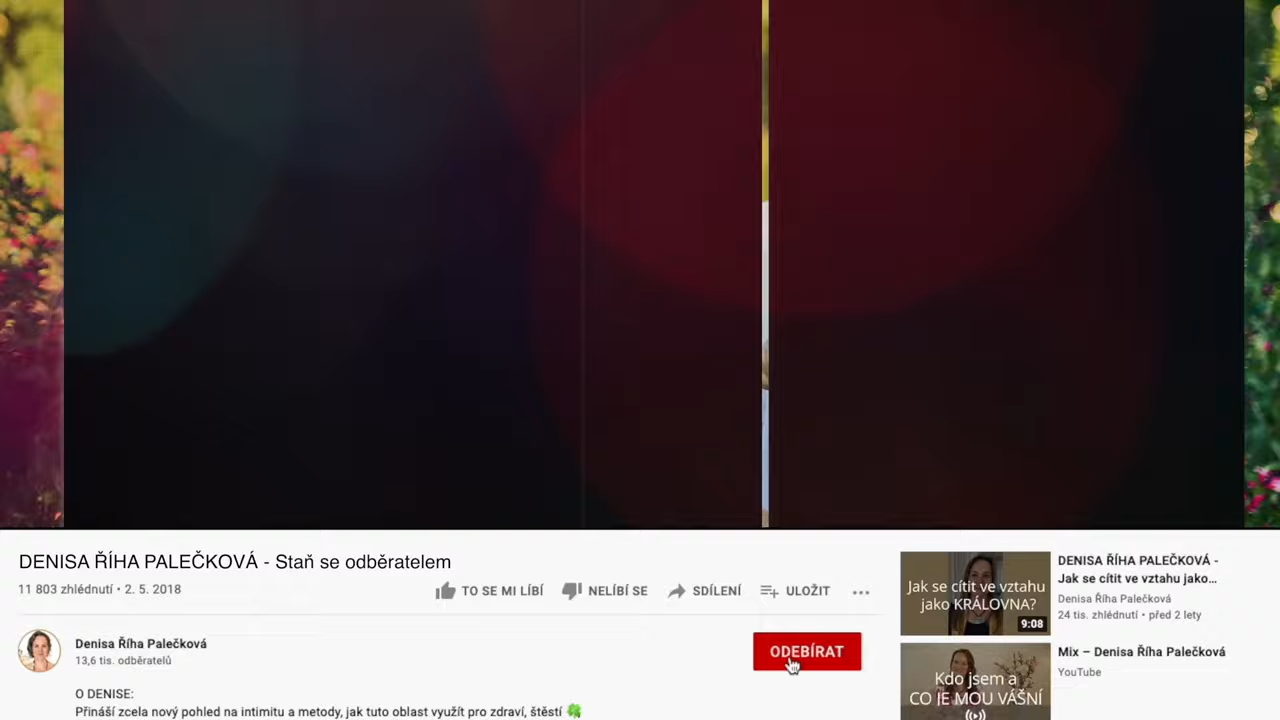 DENISA ŘÍHA PALEČKOVÁ - Staň se odběratelem
11 803 zhlédnutí • 2. 5. 2018
TO SE MI LÍBÍ
NELÍBÍ SE
SDÍLENÍ
ULOŽIT
Denisa Říha Palečková
13,6 tis. odběratelů
ODEBÍRAT
O DENISE:
Přináší zcela nový pohled na intimitu a metody, jak tuto oblast využít pro zdraví, štěstí 🍀
Jak se cítit ve vztahu
jako KRÁLOVNA?
9:08
DENISA ŘÍHA PALEČKOVÁ -
Jak se cítit ve vztahu jako...
Denisa Říha Palečková
24 tis. zhlédnutí • před 2 lety
Kdo jsem a
CO JE MOU VÁŠNÍ
Mix – Denisa Říha Palečková
YouTube